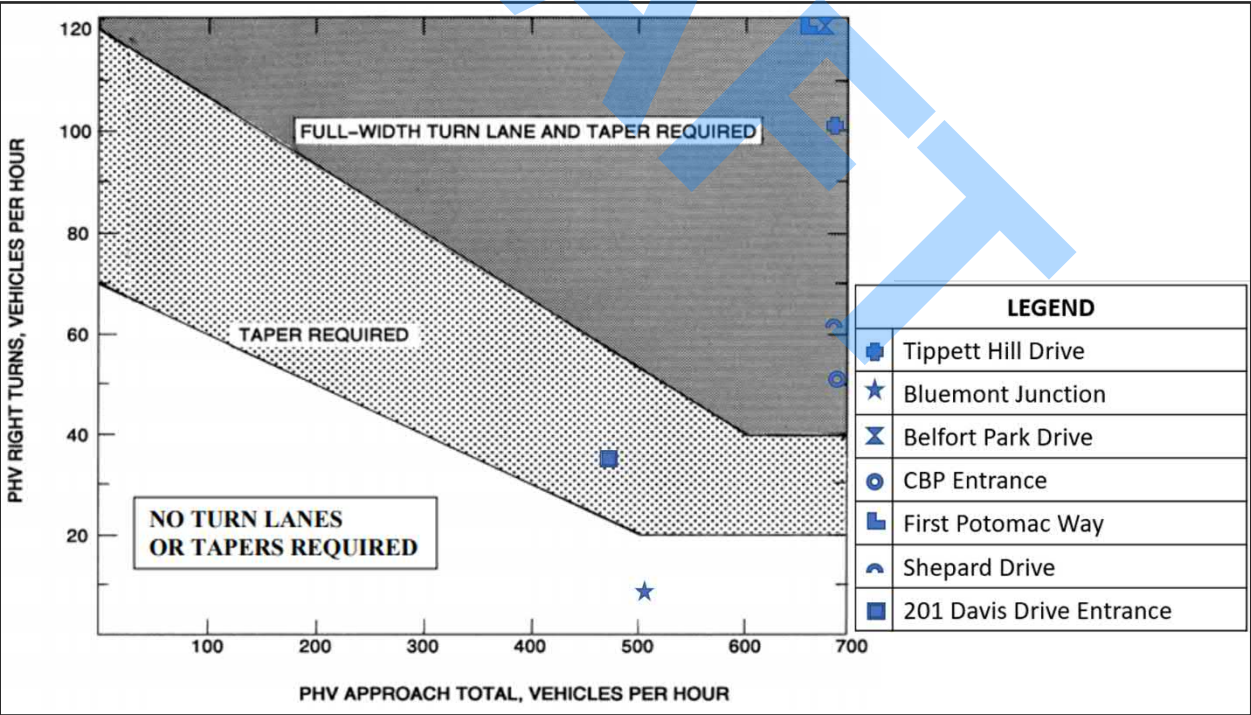 120
100
80
60
40
20
PHV RIGHT TURNS, VEHICLES PER HOUR
FULL-WIDTH TURN LANE AND TAPER REQUIRED
TAPER REQUIRED
NO TURN LANES
OR TAPERS REQUIRED
100 200 300 400 500 600 700
PHV APPROACH TOTAL, VEHICLES PER HOUR
LEGEND
Tippett Hill Drive
Bluemont Junction
Belfort Park Drive
CBP Entrance
First Potomac Way
Shepard Drive
201 Davis Drive Entrance